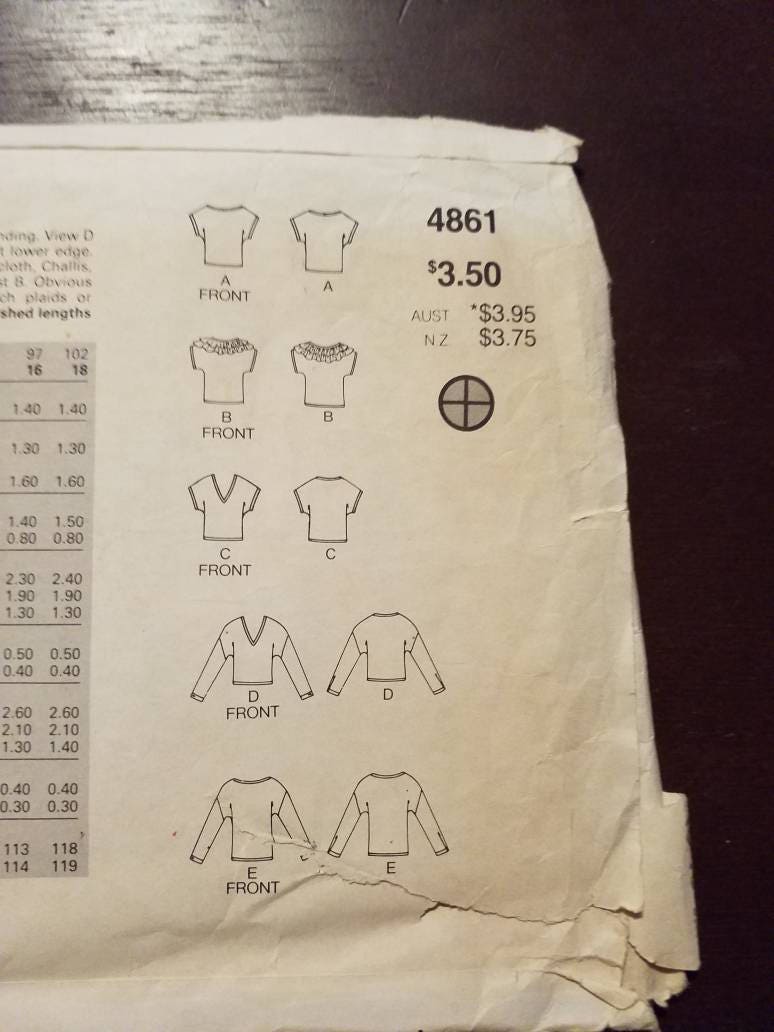 nding. View D
t lower edge.
cloth, Challis,
st B. Obvious
ch plaids or
shed lengths
97 102
16 18
1.40 1.40
1.30 1.30
1.60 1.60
1.40 1.50
0.80 0.80
2.30 2.40
1.90 1.90
1.30 1.30
0.50 0.50
0.40 0.40
2.60 2.60
2.10 2.10
1.30 1.40
0.40 0.40
0.30 0.30
113 118
114 119
A
FRONT
A
B
FRONT
B
C
FRONT
C
D
FRONT
D
E
FRONT
E
4861
$3.50
AUST *$3.95
NZ $3.75